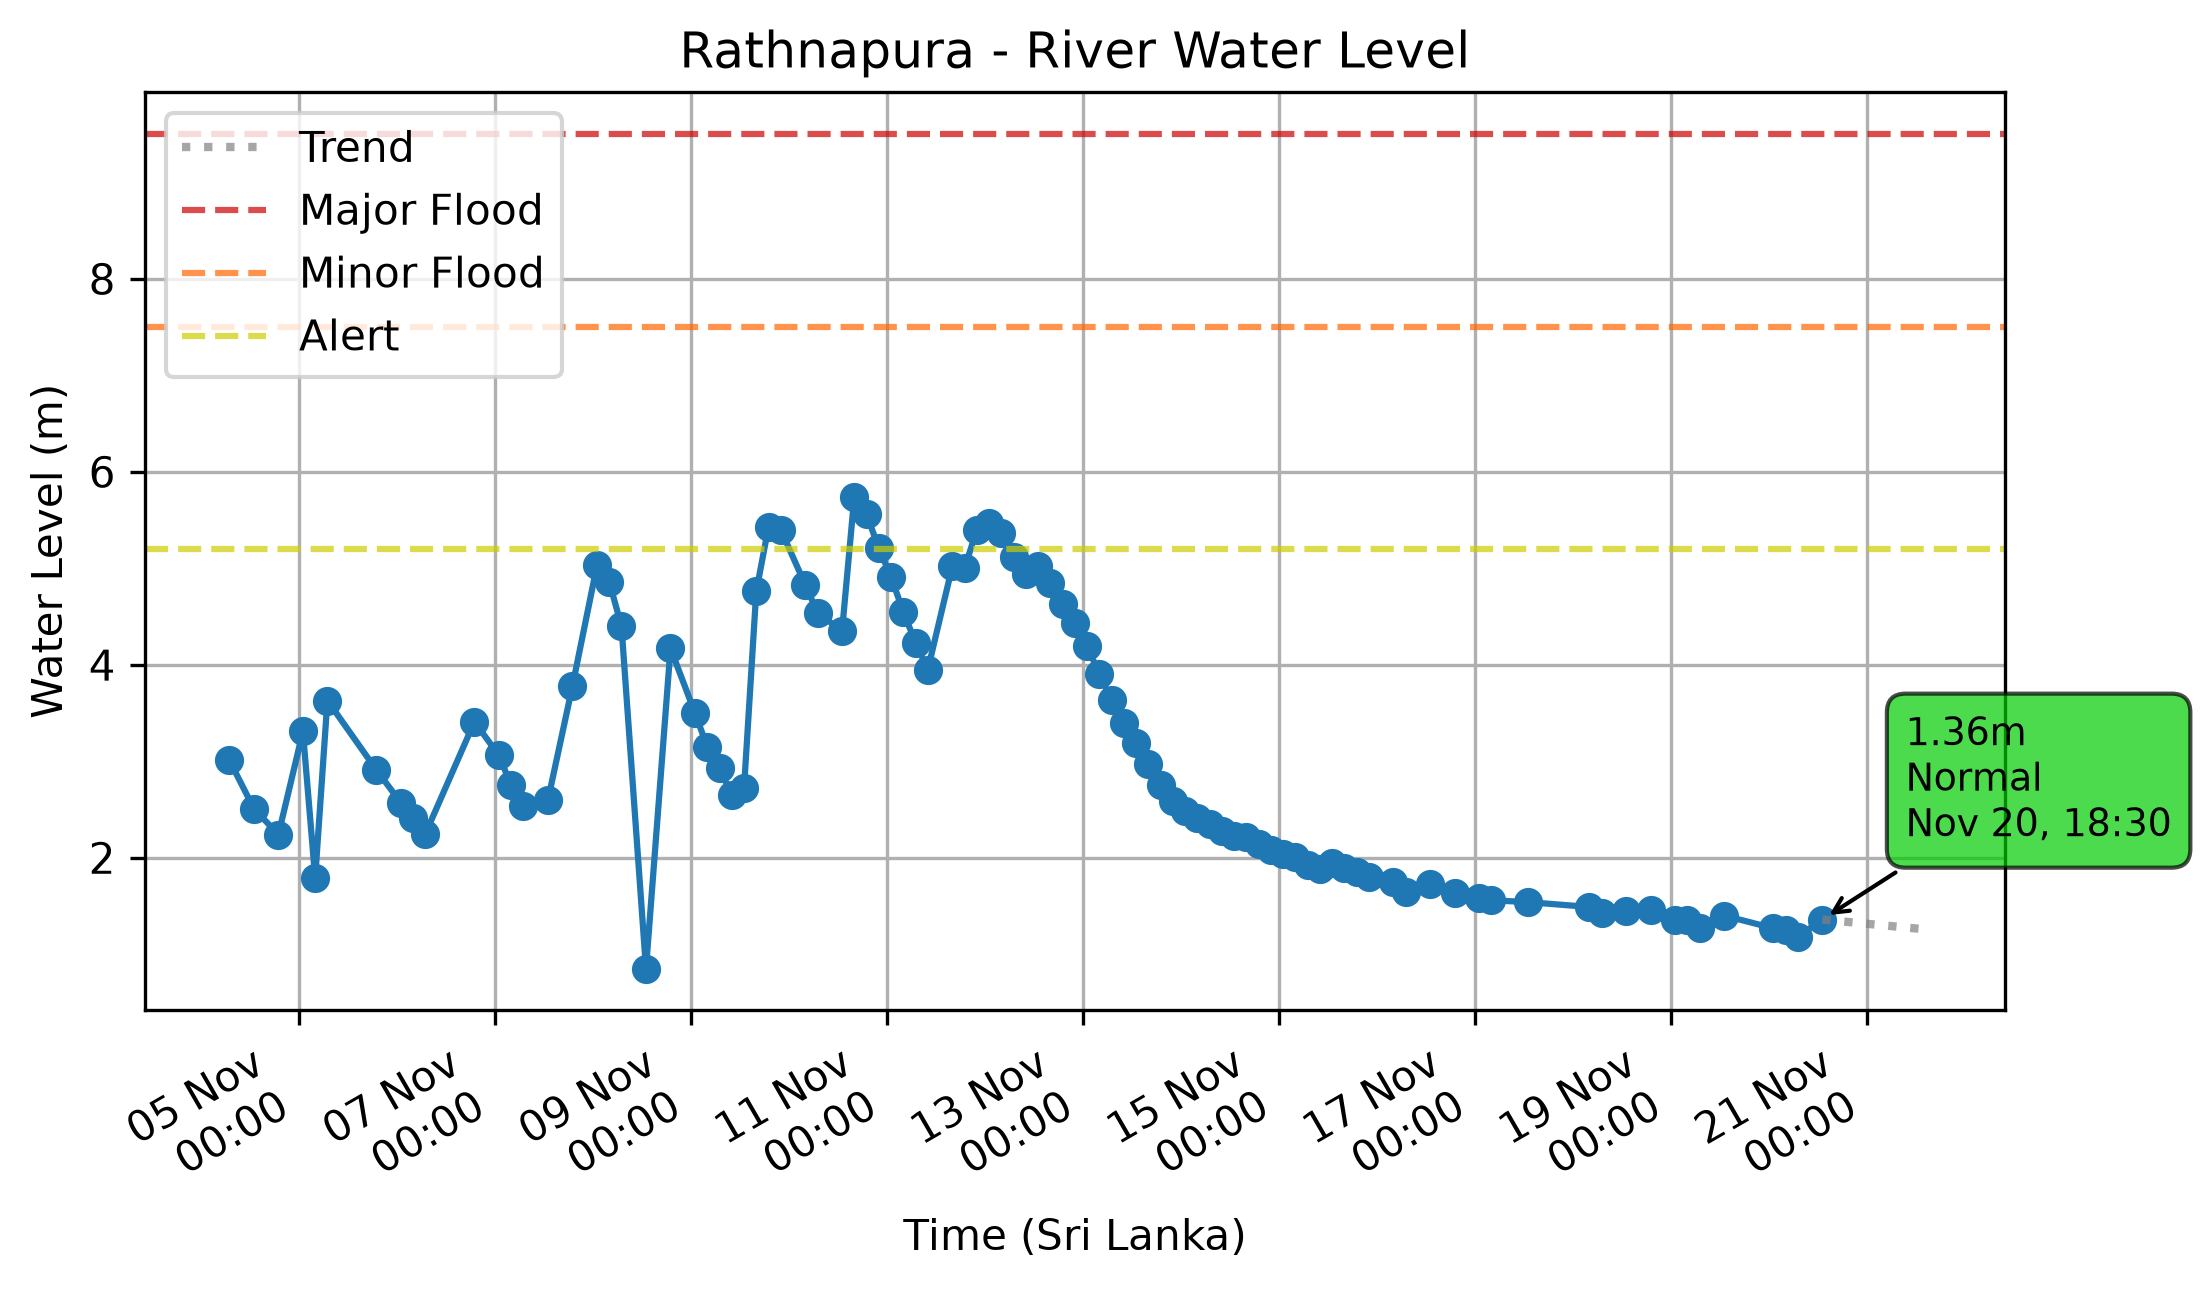 Rathnapura - River Water Level
Trend
Major Flood
Minor Flood
Alert
8
6
4
2
Water Level (m)
1.36m
Normal
Nov 20, 18:30
05 Nov
00:00
07 Nov
00:00
09 Nov
00:00
11 Nov
00:00
13 Nov
00:00
15 Nov
00:00
17 Nov
00:00
19 Nov
00:00
21 Nov
00:00
Time (Sri Lanka)